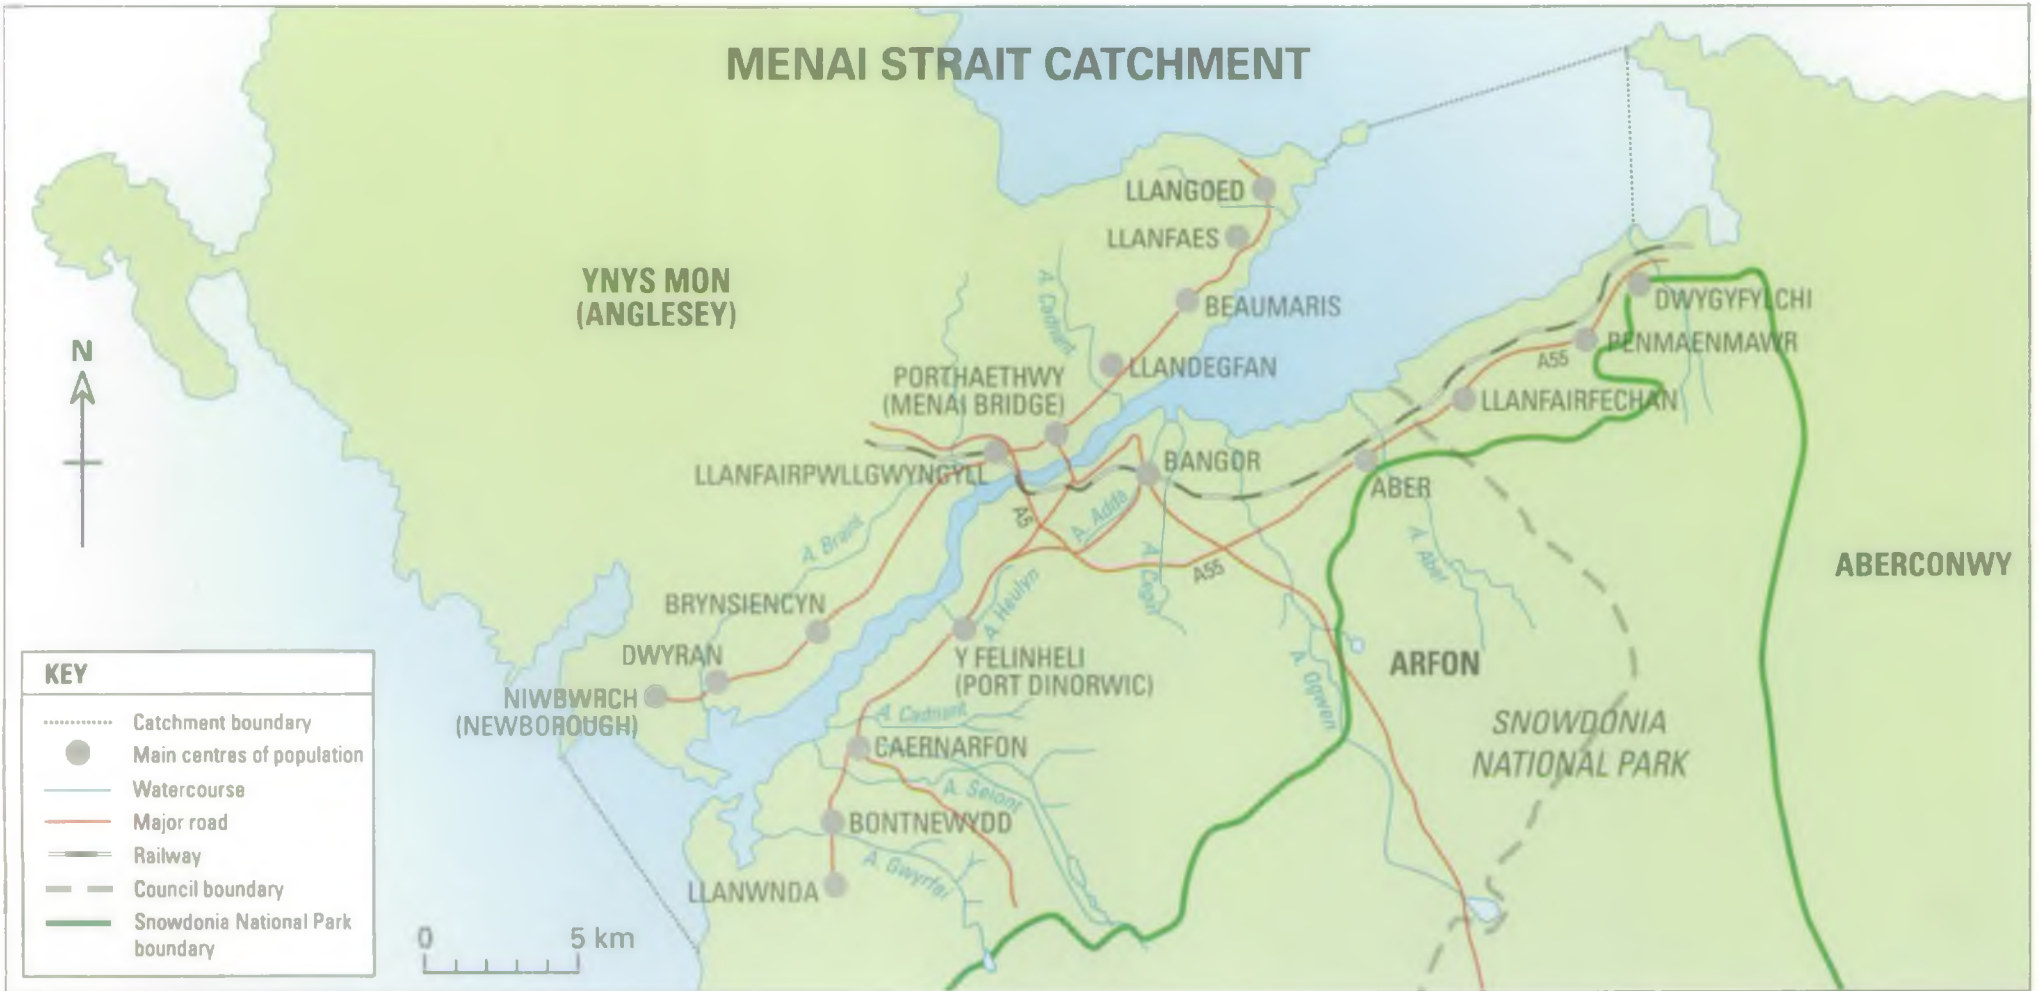 MENAI STRAIT CATCHMENT
LLANGOED
LLANFAES
YNYS MON
(ANGLESEY)
A. Cadnant
BEAUMARIS
DWYGYFYLCHI
N
PENMAENMAWR
A55
LLANDEGFAN
PORTHAETHWY
(MENAI BRIDGE)
LLANFAIRFECHAN
LLANFAIRPWLLGWYNGYLL
BANGOR
ABER
A5
A. Adda
A. Braint
A. Cegin
A55
A. Aber
ABERCONWY
BRYNSIENCYN
A. Heulyn
DWYRAN
Y FELINHELI
(PORT DINORWIC)
A. Ogwen
ARFON
NIWBWRCH
(NEWBOROUGH)
SNOWDONIA
NATIONAL PARK
A. Cadnant
CAERNARFON
A. Seiont
BONTNEWYDD
A. Gwyrfai
LLANWNDA
KEY
Catchment boundary
Main centres of population
Watercourse
Major road
Railway
Council boundary
Snowdonia National Park
boundary
0 5 km